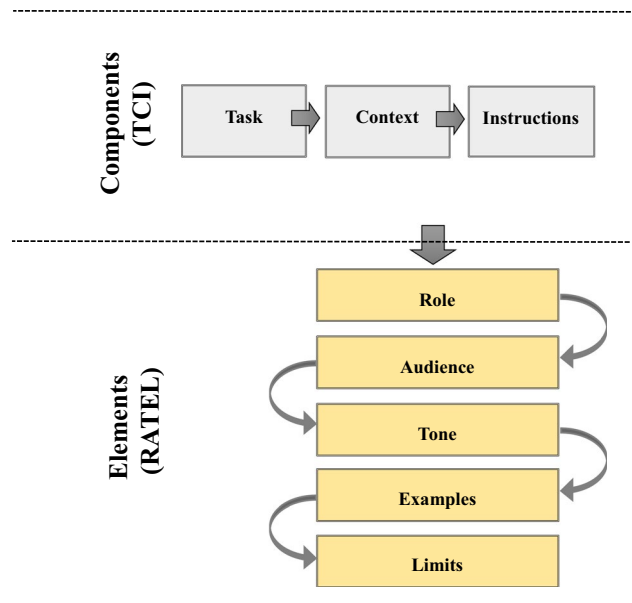 Components
(TCI)
Task
Context
Instructions
Elements
(RATEL)
Role
Audience
Tone
Examples
Limits